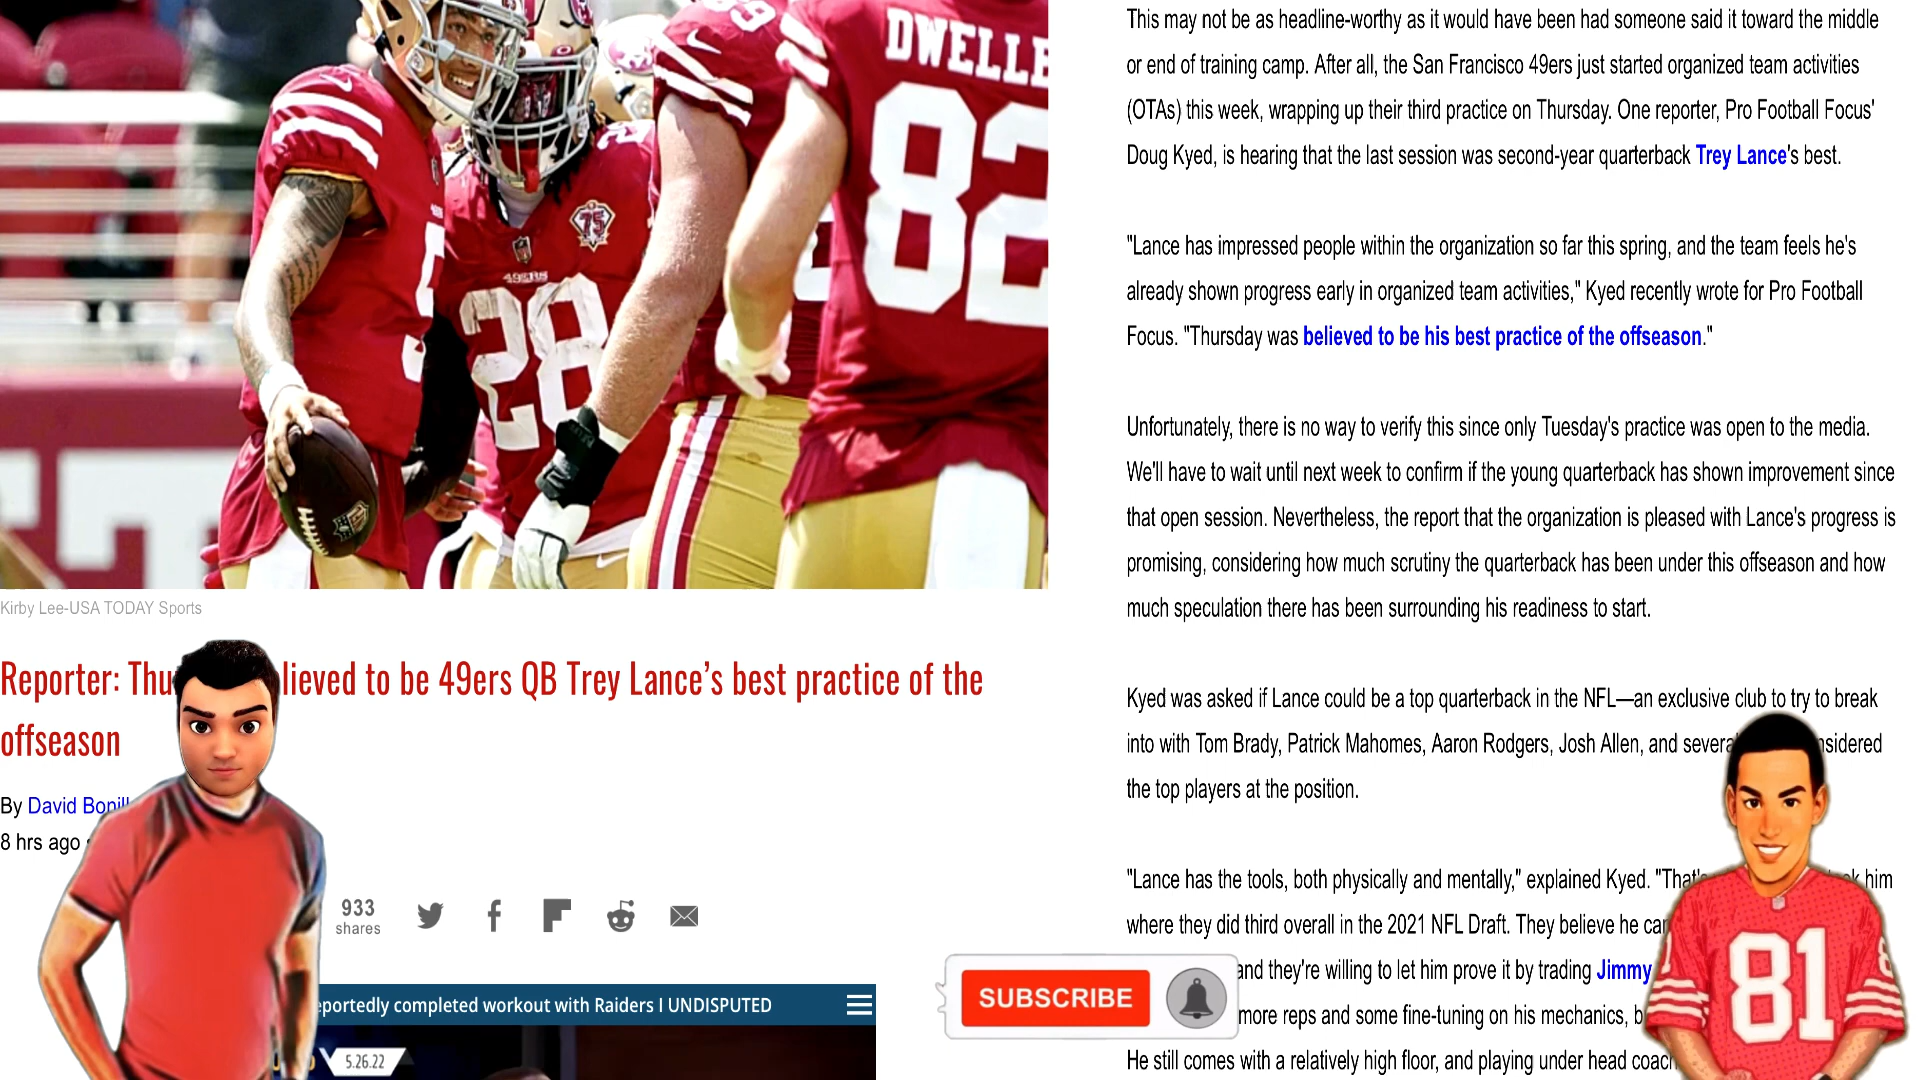 DWELLE
82
75
49ERS
28
5
Kirby Lee-USA TODAY Sports
Reporter: Thu lieved to be 49ers QB Trey Lance’s best practice of the
offseason
By David Bonill
8 hrs ago
933
shares
eportedly completed workout with Raiders I UNDISPUTED
5.26.22
This may not be as headline-worthy as it would have been had someone said it toward the middle
or end of training camp. After all, the San Francisco 49ers just started organized team activities
(OTAs) this week, wrapping up their third practice on Thursday. One reporter, Pro Football Focus'
Doug Kyed, is hearing that the last session was second-year quarterback Trey Lance's best.
"Lance has impressed people within the organization so far this spring, and the team feels he's
already shown progress early in organized team activities," Kyed recently wrote for Pro Football
Focus. "Thursday was believed to be his best practice of the offseason."
Unfortunately, there is no way to verify this since only Tuesday's practice was open to the media.
We'll have to wait until next week to confirm if the young quarterback has shown improvement since
that open session. Nevertheless, the report that the organization is pleased with Lance's progress is
promising, considering how much scrutiny the quarterback has been under this offseason and how
much speculation there has been surrounding his readiness to start.
Kyed was asked if Lance could be a top quarterback in the NFL—an exclusive club to try to break
into with Tom Brady, Patrick Mahomes, Aaron Rodgers, Josh Allen, and severa nsidered
the top players at the position.
"Lance has the tools, both physically and mentally," explained Kyed. "That's him
where they did third overall in the 2021 NFL Draft. They believe he can
and they're willing to let him prove it by trading Jimmy
more reps and some fine-tuning on his mechanics, b
He still comes with a relatively high floor, and playing under head coach
SUBSCRIBE
81